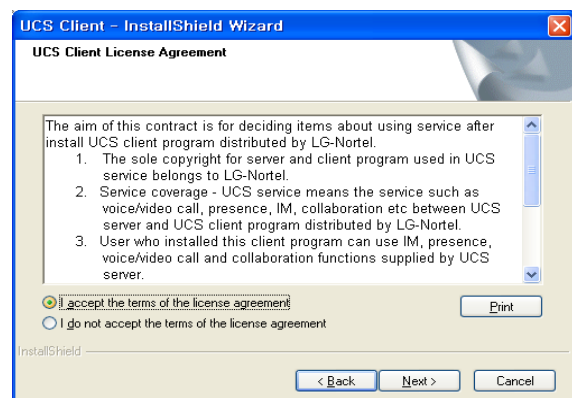 UCS Client - InstallShield Wizard
UCS Client License Agreement
The aim of this contract is for deciding items about using service after
install UCS client program distributed by LG-Nortel.
1. The sole copyright for server and client program used in UCS
service belongs to LG-Nortel.
2. Service coverage - UCS service means the service such as
voice/video call, presence, IM, collaboration etc between UCS
server and UCS client program distributed by LG-Nortel.
3. User who installed this client program can use IM, presence,
voice/video call and collaboration functions supplied by UCS
server.
I accept the terms of the license agreement
Print
I do not accept the terms of the license agreement
InstallShield
< Back Next > Cancel